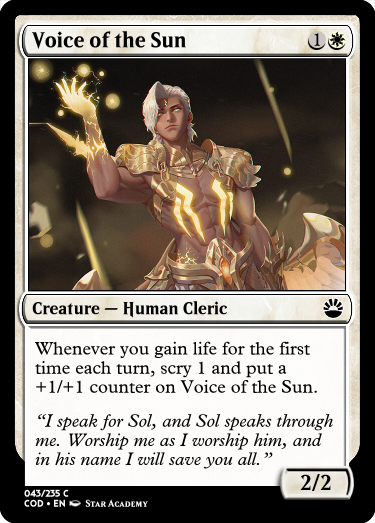 Voice of the Sun 1
Creature — Human Cleric
Whenever you gain life for the first
time each turn, scry 1 and put a
+1/+1 counter on Voice of the Sun.
“I speak for Sol, and Sol speaks through
me. Worship me as I worship him, and
in his name I will save you all.”
2/2
043/235 C
COD • EN Star Academy